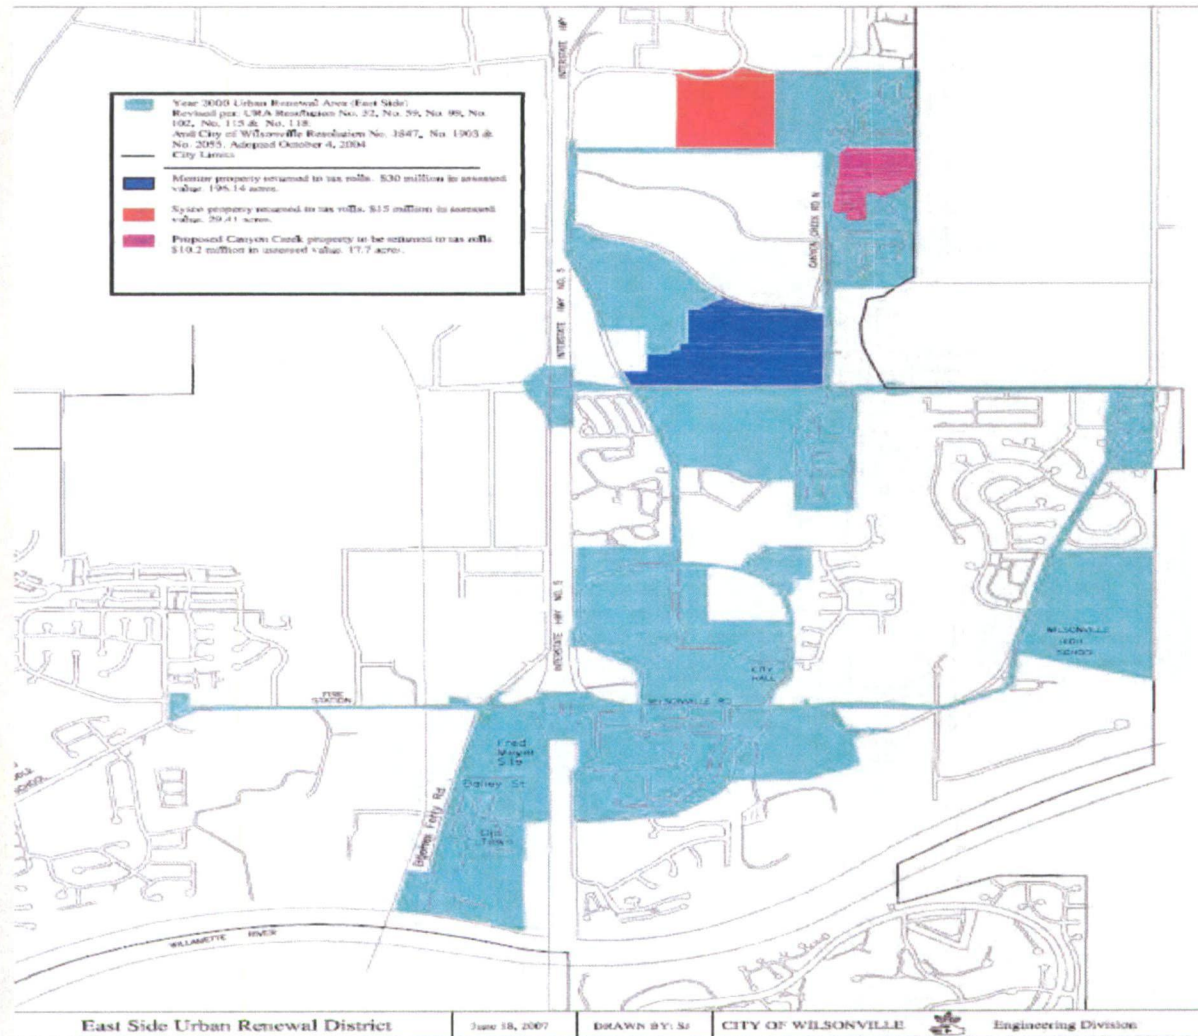 INTERSTATE HWY
Year 2000 Urban Renewal Area (East Side)
Revised per: URA Resolution No. 52, No. 59, No. 98, No.
102, No. 115 & No. 118
And City of Wilsonville Resolution No. 1847, No. 1903 &
No. 2055. Adopted October 4, 2004
City Limits
Mentor property returned to tax rolls. $30 million in assessed
value. 196.14 acres.
Sysco property returned to tax rolls. $15 million in assessed
value. 29.41 acres.
Proposed Canyon Creek property to be returned to tax rolls.
$10.2 million in assessed value. 17.7 acres.
CANYON CREEK RD N
INTERSTATE HWY NO. 5
INTERSTATE HWY NO. 5
WILSONVILLE
HIGH
SCHOOL
CITY
HALL
FIRE
STATION
WILSONVILLE RD
Fred
Meyer
Site
Bailey St
Old
Town
Boones Ferry Rd
SCHOOL
WILLAMETTE RIVER
East Side Urban Renewal District
June 18, 2007
DRAWN BY: SJ
CITY OF WILSONVILLE
Engineering Division